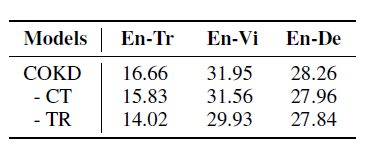 Models En-Tr En-Vi En-De
COKD 16.66 31.95 28.26
- CT 15.83 31.56 27.96
- TR 14.02 29.93 27.84